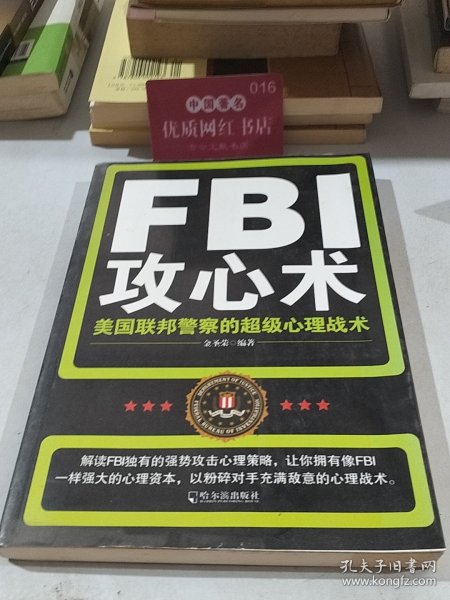 016
中国著名
优质网红书店
FBI
攻心术
美国联邦警察的超级心理战术
金圣荣◎编著
解读FBI独有的强势攻击心理策略，让你拥有像FBI
一样强大的心理资本，以粉碎对手充满敌意的心理战术。
哈尔滨出版社
孔夫子旧书网
www.kongfz.com